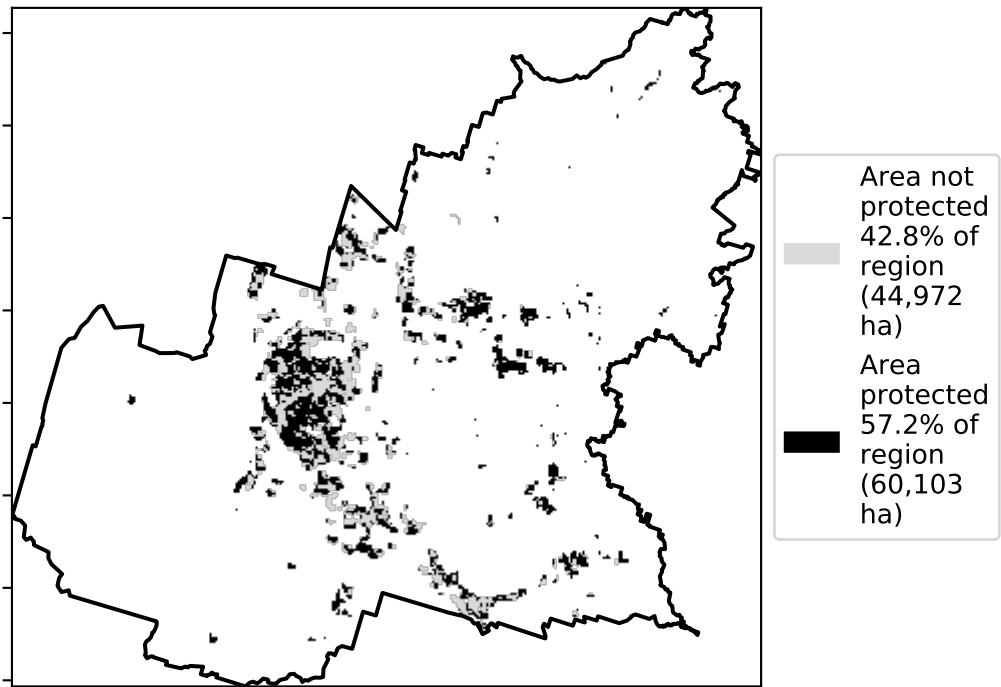 Area not
protected
42.8% of
region
(44,972
ha)
Area
protected
57.2% of
region
(60,103
ha)